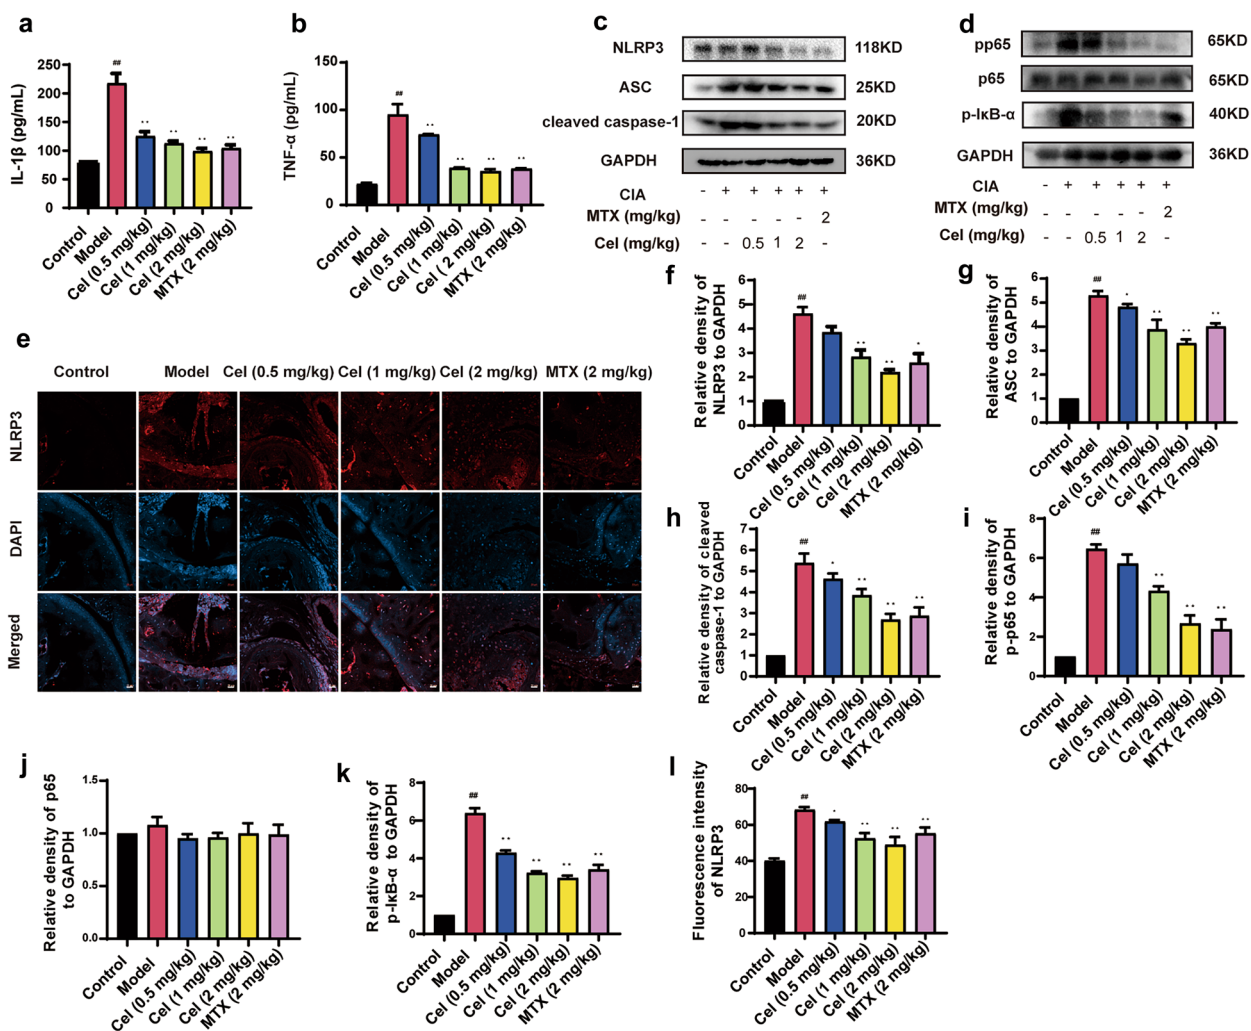 a
IL-1β (pg/mL)
250
200
150
100
50
0
##
** ** ** **
Control
Model
Cel (0.5 mg/kg)
Cel (1 mg/kg)
Cel (2 mg/kg)
MTX (2 mg/kg)
b
TNF-α (pg/mL)
150
100
50
0
##
** ** ** **
Control
Model
Cel (0.5 mg/kg)
Cel (1 mg/kg)
Cel (2 mg/kg)
MTX (2 mg/kg)
c
NLRP3 118KD
ASC 25KD
cleaved caspase-1 20KD
GAPDH 36KD
CIA - + + + + +
MTX (mg/kg) - - - - - 2
Cel (mg/kg) - - 0.5 1 2 -
d
pp65 65KD
p65 65KD
p-IκB-α 40KD
GAPDH 36KD
CIA - + + + + +
MTX (mg/kg) - - - - - 2
Cel (mg/kg) - - 0.5 1 2 -
e
Control Model Cel (0.5 mg/kg) Cel (1 mg/kg) Cel (2 mg/kg) MTX (2 mg/kg)
NLRP3
DAPI
Merged
f
Relative density of
NLRP3 to GAPDH
6
5
4
3
2
1
0
##
** ** *
Control
Model
Cel (0.5 mg/kg)
Cel (1 mg/kg)
Cel (2 mg/kg)
MTX (2 mg/kg)
g
Relative density of
ASC to GAPDH
6
5
4
3
2
1
0
##
* ** ** **
Control
Model
Cel (0.5 mg/kg)
Cel (1 mg/kg)
Cel (2 mg/kg)
MTX (2 mg/kg)
h
Relative density of cleaved
caspase-1 to GAPDH
7
6
5
4
3
2
1
0
##
* ** ** **
Control
Model
Cel (0.5 mg/kg)
Cel (1 mg/kg)
Cel (2 mg/kg)
MTX (2 mg/kg)
i
Relative density of
p-p65 to GAPDH
8
6
4
2
0
##
** ** **
Control
Model
Cel (0.5 mg/kg)
Cel (1 mg/kg)
Cel (2 mg/kg)
MTX (2 mg/kg)
j
Relative density of p65
to GAPDH
1.5
1.0
0.5
0.0
Control
Model
Cel (0.5 mg/kg)
Cel (1 mg/kg)
Cel (2 mg/kg)
MTX (2 mg/kg)
k
Relative density of
p-IκB-α to GAPDH
8
6
4
2
0
##
** ** ** **
Control
Model
Cel (0.5 mg/kg)
Cel (1 mg/kg)
Cel (2 mg/kg)
MTX (2 mg/kg)
l
Fluorescence intensity
of NLRP3
80
60
40
20
0
##
* ** ** **
Control
Model
Cel (0.5 mg/kg)
Cel (1 mg/kg)
Cel (2 mg/kg)
MTX (2 mg/kg)